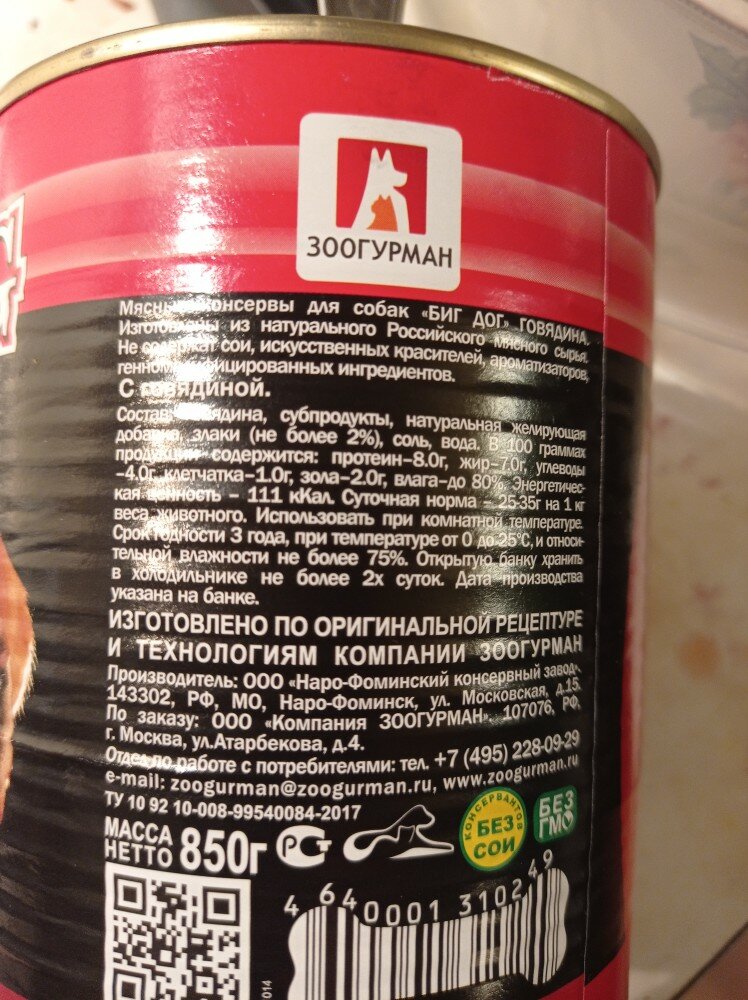 ЗООГУРМАН
Мясные консервы для собак «БИГ ДОГ» ГОВЯДИНА.
Изготовлены из натурального Российского мясного сырья.
Не содержат сои, искусственных красителей, ароматизаторов,
генномодифицированных ингредиентов.
С говядиной.
Состав: говядина, субпродукты, натуральная желирующая
добавка, злаки (не более 2%), соль, вода. В 100 граммах
продукции содержится: протеин–8.0г, жир–7.0г, углеводы
–4.0г, клетчатка–1.0г, зола–2.0г, влага–до 80%. Энергетичес-
кая ценность – 111 кКал. Суточная норма – 25-35г на 1 кг
веса животного. Использовать при комнатной температуре.
Срок годности 3 года, при температуре от 0 до 25°С, и относи-
тельной влажности не более 75%. Открытую банку хранить
в холодильнике не более 2х суток. Дата производства
указана на банке.
ИЗГОТОВЛЕНО ПО ОРИГИНАЛЬНОЙ РЕЦЕПТУРЕ
И ТЕХНОЛОГИЯМ КОМПАНИИ ЗООГУРМАН
Производитель: ООО «Наро-Фоминский консервный завод»,
143302, РФ, МО, Наро-Фоминск, ул. Московская, д.15.
По заказу: ООО «Компания ЗООГУРМАН», 107076, РФ,
г. Москва, ул.Атарбекова, д.4.
Отдел по работе с потребителями: тел. +7 (495) 228-09-29
e-mail: zoogurman@zoogurman.ru, www.zoogurman.ru
ТУ 10 92 10-008-99540084-2017
МАССА
НЕТТО 850г
РСТ
КОНСЕРВАНТОВ
БЕЗ
СОИ
БЕЗ
ГМО
4 640001 310249
014